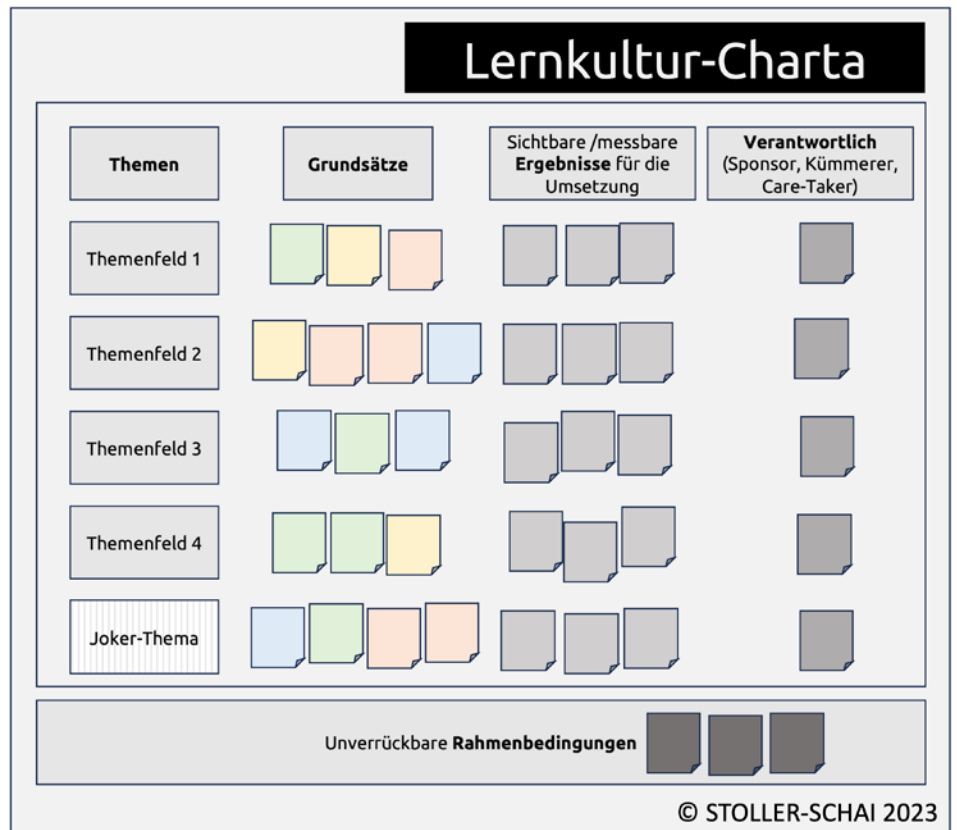 Lernkultur-Charta
Themen
Grundsätze
Sichtbare /messbare
Ergebnisse für die
Umsetzung
Verantwortlich
(Sponsor, Kümmerer,
Care-Taker)
Themenfeld 1
Themenfeld 2
Themenfeld 3
Themenfeld 4
Joker-Thema
Unverrückbare Rahmenbedingungen
© STOLLER-SCHAI 2023